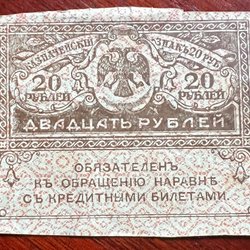 КАЗНАЧЕЙСКІЙ ЗНАКЪ 20 РУБ.
20 РУБЛЕЙ 20 РУБЛЕЙ
ДВАДЦАТЬ РУБЛЕЙ
ОБЯЗАТЕЛЕНЪ
КЪ ОБРАЩЕНІЮ НАРАВНѢ
СЪ КРЕДИТНЫМИ БИЛЕТАМИ.